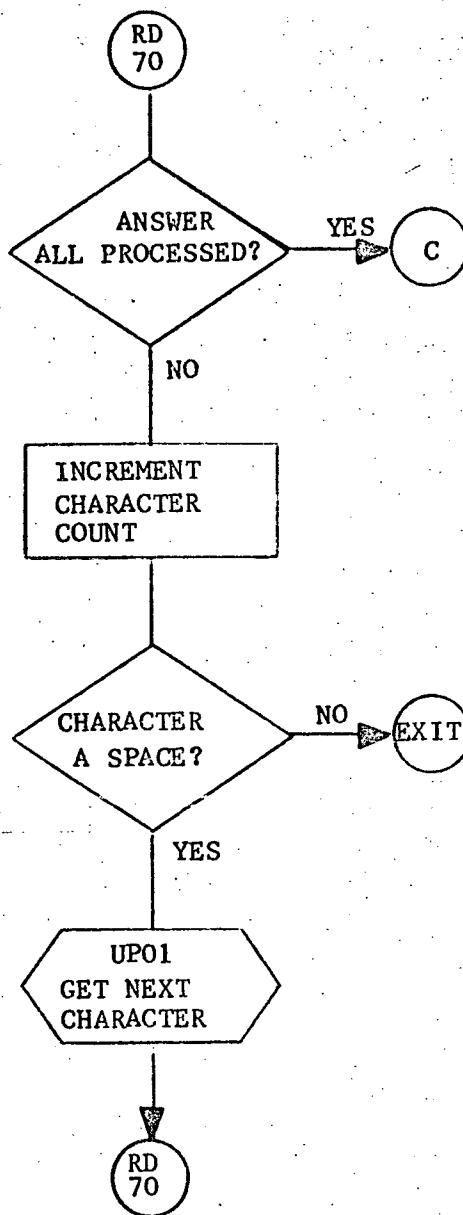 RD
70
ANSWER
ALL PROCESSED?
YES
C
NO
INCREMENT
CHARACTER
COUNT
CHARACTER
A SPACE?
NO
EXIT
YES
UP01
GET NEXT
CHARACTER
RD
70